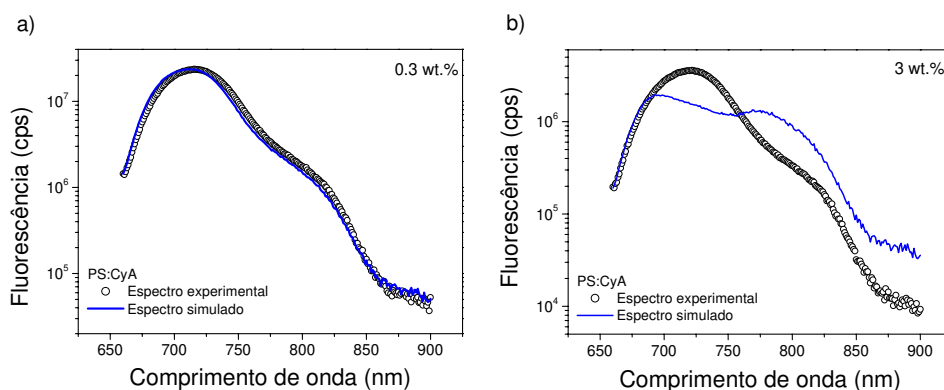 a)
0.3 wt.%
10^7
10^6
10^5
Fluorescência (cps)
PS:CyA
Espectro experimental
Espectro simulado
650 700 750 800 850 900
Comprimento de onda (nm)
b)
3 wt.%
10^6
10^5
10^4
Fluorescência (cps)
PS:CyA
Espectro experimental
Espectro simulado
650 700 750 800 850 900
Comprimento de onda (nm)